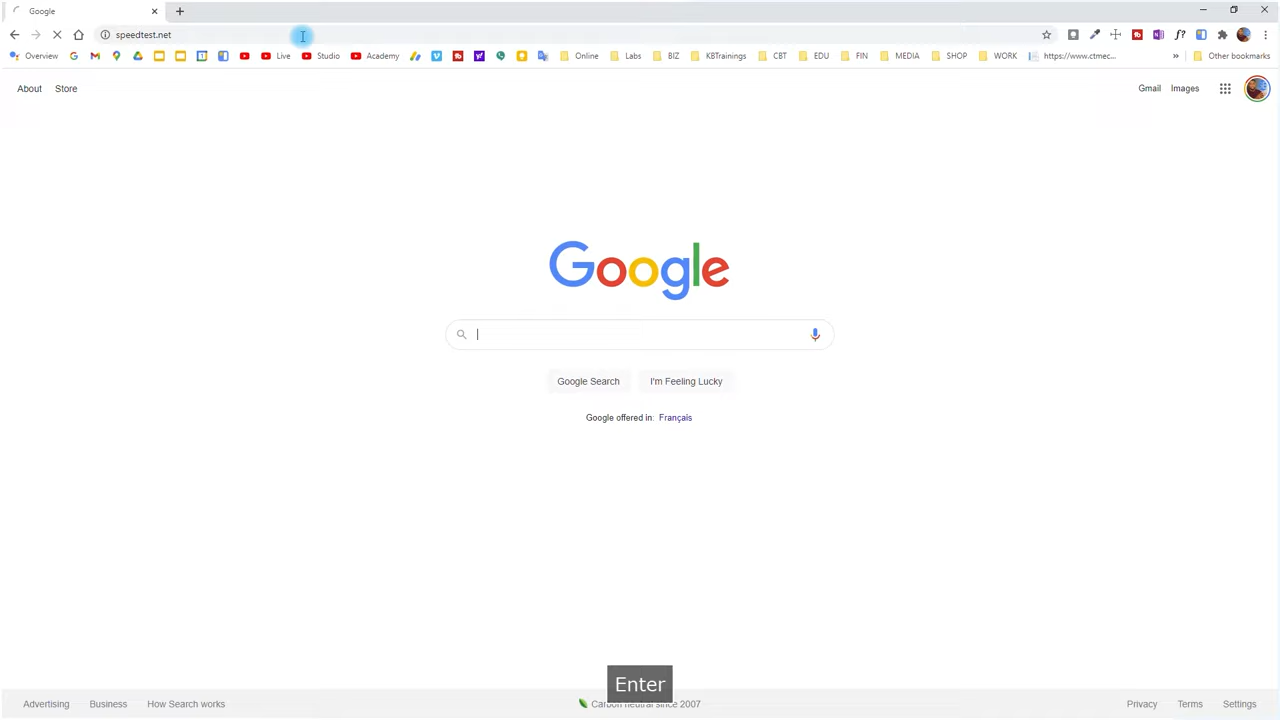 Google
speedtest.net
Overview Live Studio Academy Online Labs BIZ KBTrainings CBT EDU FIN MEDIA SHOP WORK https://www.ctmec... » Other bookmarks
About Store Gmail Images
Google
Google Search I'm Feeling Lucky
Google offered in: Français
Enter
Advertising Business How Search works Carbon neutral since 2007 Privacy Terms Settings